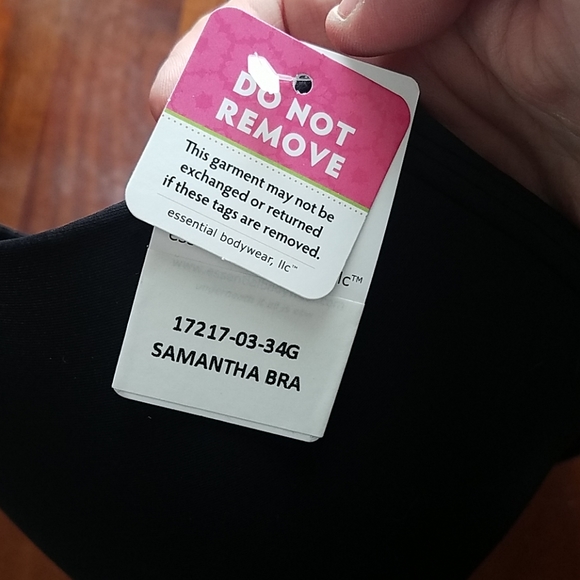 DO NOT
REMOVE
This garment may not be
exchanged or returned
if these tags are removed.
essential bodywear, llc™
lc™
17217-03-34G
SAMANTHA BRA